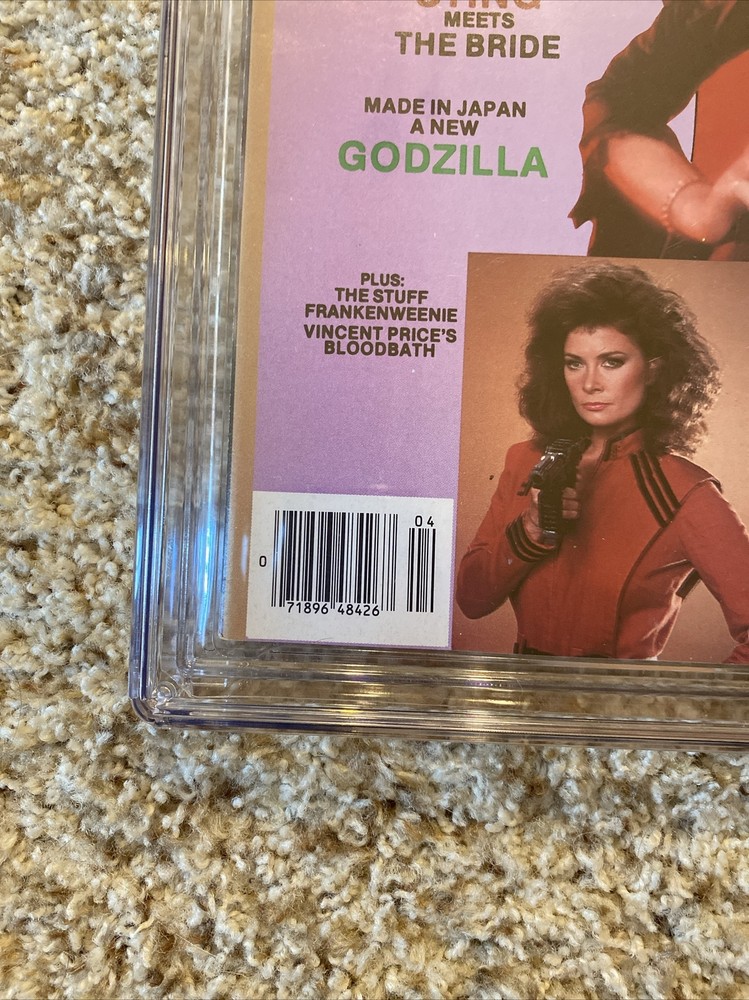 STING
MEETS
THE BRIDE
MADE IN JAPAN
A NEW
GODZILLA
PLUS:
THE STUFF
FRANKENWEENIE
VINCENT PRICE'S
BLOODBATH
04
0
71896 48426